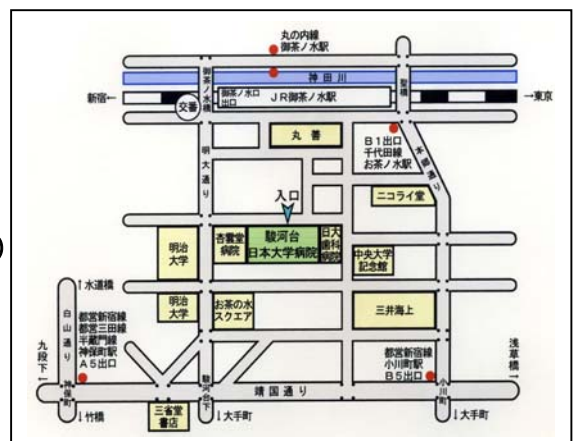 丸の内線
御茶ノ水駅
御茶ノ水橋
神田川
聖橋
新宿←
御茶ノ水口
出口
JR御茶ノ水駅
→東京
交番
丸善
B1出口
千代田線
お茶ノ水駅
明大通り
本郷通り
入口
ニコライ堂
明治
大学
杏雲堂
病院
駿河台
日本大学病院
日大
歯科
病院
中央大学
記念館
↑水道橋
明治
大学
お茶の水
スクエア
三井海上
白山通り
都営新宿線
都営三田線
半蔵門線
神保町駅
A5出口
都営新宿線
小川町駅
B5出口
九段下
←
浅草橋
→
神保町
駿河台下
靖国通り
小川町
↓竹橋
三省堂
書店
↓大手町
↓大手町